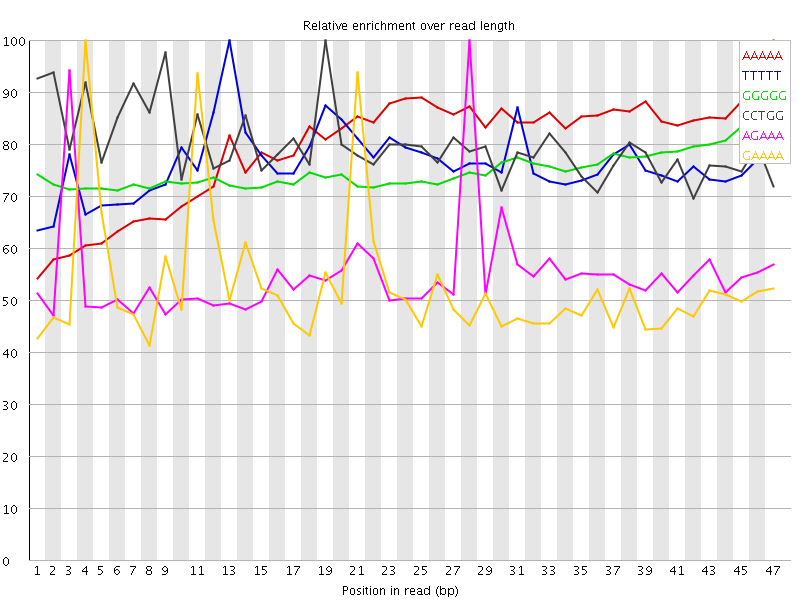 Relative enrichment over read length
100
90
80
70
60
50
40
30
20
10
0
AAAAA
TTTTT
GGGGG
CCTGG
AGAAA
GAAAA
1 2 3 4 5 6 7 8 9 11 13 15 17 19 21 23 25 27 29 31 33 35 37 39 41 43 45 47
Position in read (bp)